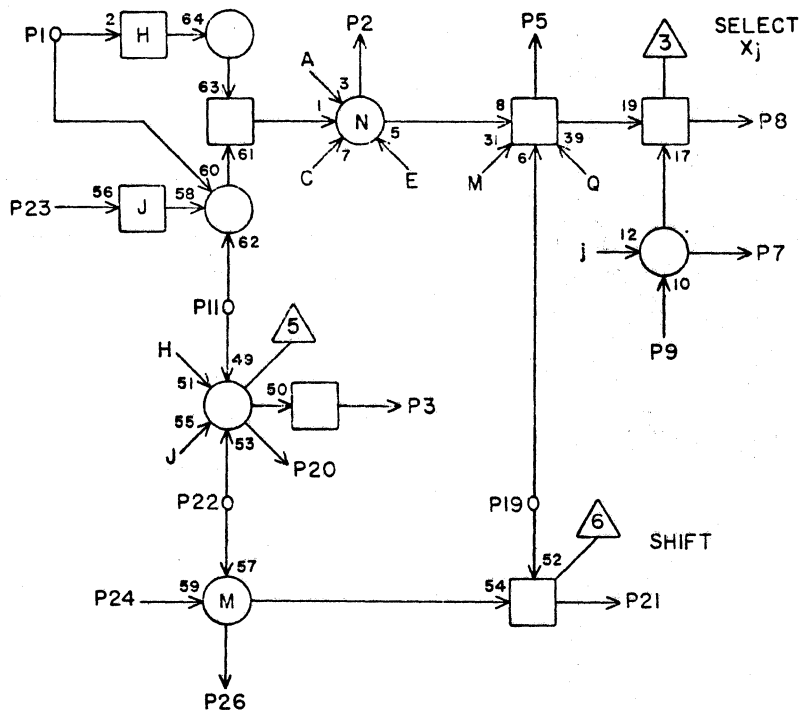 P1 2 H 64
63
61
60
P23 56 J 58
62
P11
49
H
51
5
50 P3
55
J
53
P20
P22
57
P24 59 M
P26
P2
A
3
1 N 5
C 7 E
P5
8
31 6 39
M Q
P19
52
54 P21
6
SHIFT
3
SELECT
Xj
19 P8
17
j 12 P7
10
P9